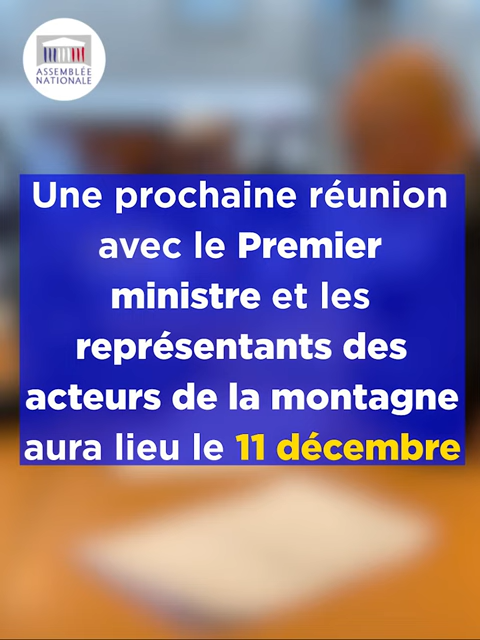 ASSEMBLÉE
NATIONALE
Une prochaine réunion
avec le Premier
ministre et les
représentants des
acteurs de la montagne
aura lieu le 11 décembre